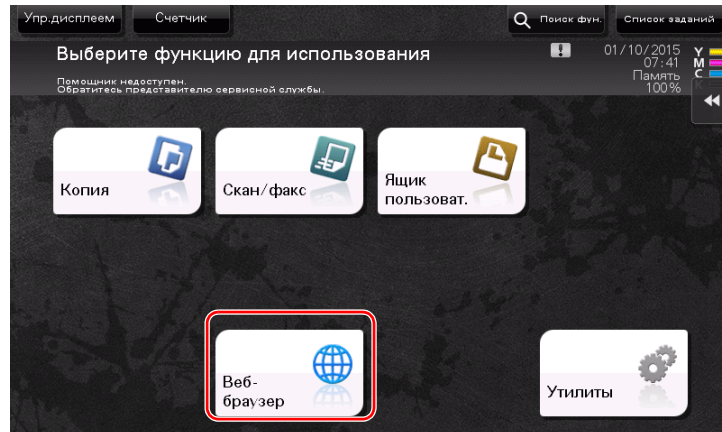 Упр.дисплеем
Счетчик
Поиск фун.
Список заданий
Выберите функцию для использования
Помощник недоступен.
Обратитесь представителю сервисной службы.
01/10/2015
07:41
Память
100%
Y
M
C
K
Копия
Скан/факс
Ящик
пользоват.
Веб-
браузер
Утилиты